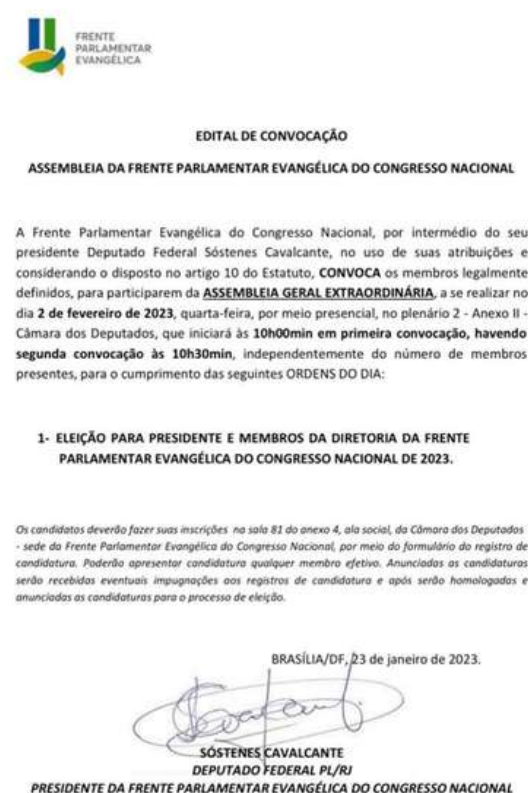 FRENTE
PARLAMENTAR
EVANGÉLICA
EDITAL DE CONVOCAÇÃO
ASSEMBLEIA DA FRENTE PARLAMENTAR EVANGÉLICA DO CONGRESSO NACIONAL
A Frente Parlamentar Evangélica do Congresso Nacional, por intermédio do seu
presidente Deputado Federal Sóstenes Cavalcante, no uso de suas atribuições e
considerando o disposto no artigo 10 do Estatuto, CONVOCA os membros legalmente
definidos, para participarem da ASSEMBLEIA GERAL EXTRAORDINÁRIA, a se realizar no
dia 2 de fevereiro de 2023, quarta-feira, por meio presencial, no plenário 2 - Anexo II -
Câmara dos Deputados, que iniciará às 10h00min em primeira convocação, havendo
segunda convocação às 10h30min, independentemente do número de membros
presentes, para o cumprimento das seguintes ORDENS DO DIA:
1- ELEIÇÃO PARA PRESIDENTE E MEMBROS DA DIRETORIA DA FRENTE
PARLAMENTAR EVANGÉLICA DO CONGRESSO NACIONAL DE 2023.
Os candidatos deverão fazer suas inscrições na sala 81 do anexo 4, ala social, da Câmara dos Deputados
- sede da Frente Parlamentar Evangélica do Congresso Nacional, por meio do formulário do registro de
candidatura. Poderão apresentar candidatura qualquer membro efetivo. Anunciadas as candidaturas
serão recebidas eventuais impugnações aos registros de candidatura e após serão homologadas e
anunciadas as candidaturas para o processo de eleição.
BRASÍLIA/DF, 23 de janeiro de 2023.
SÓSTENES CAVALCANTE
DEPUTADO FEDERAL PL/RJ
PRESIDENTE DA FRENTE PARLAMENTAR EVANGÉLICA DO CONGRESSO NACIONAL